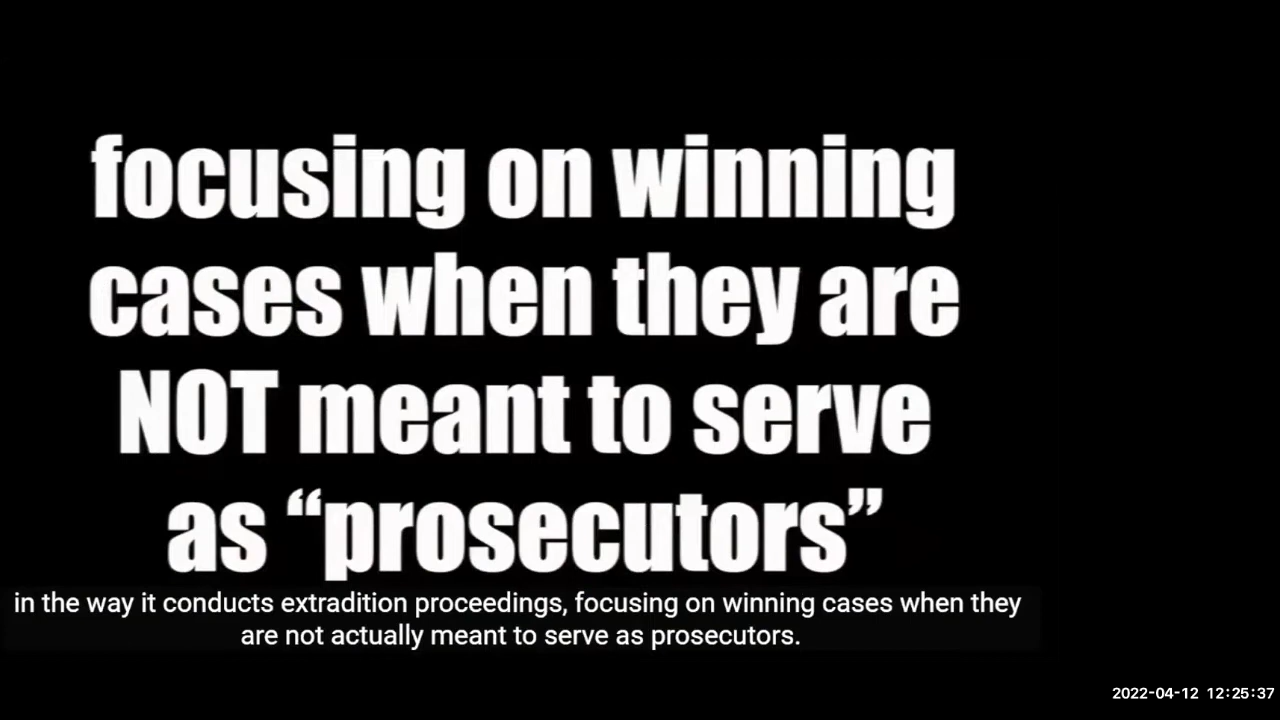 focusing on winning
cases when they are
NOT meant to serve
as “prosecutors”
in the way it conducts extradition proceedings, focusing on winning cases when they
are not actually meant to serve as prosecutors.
2022-04-12 12:25:37